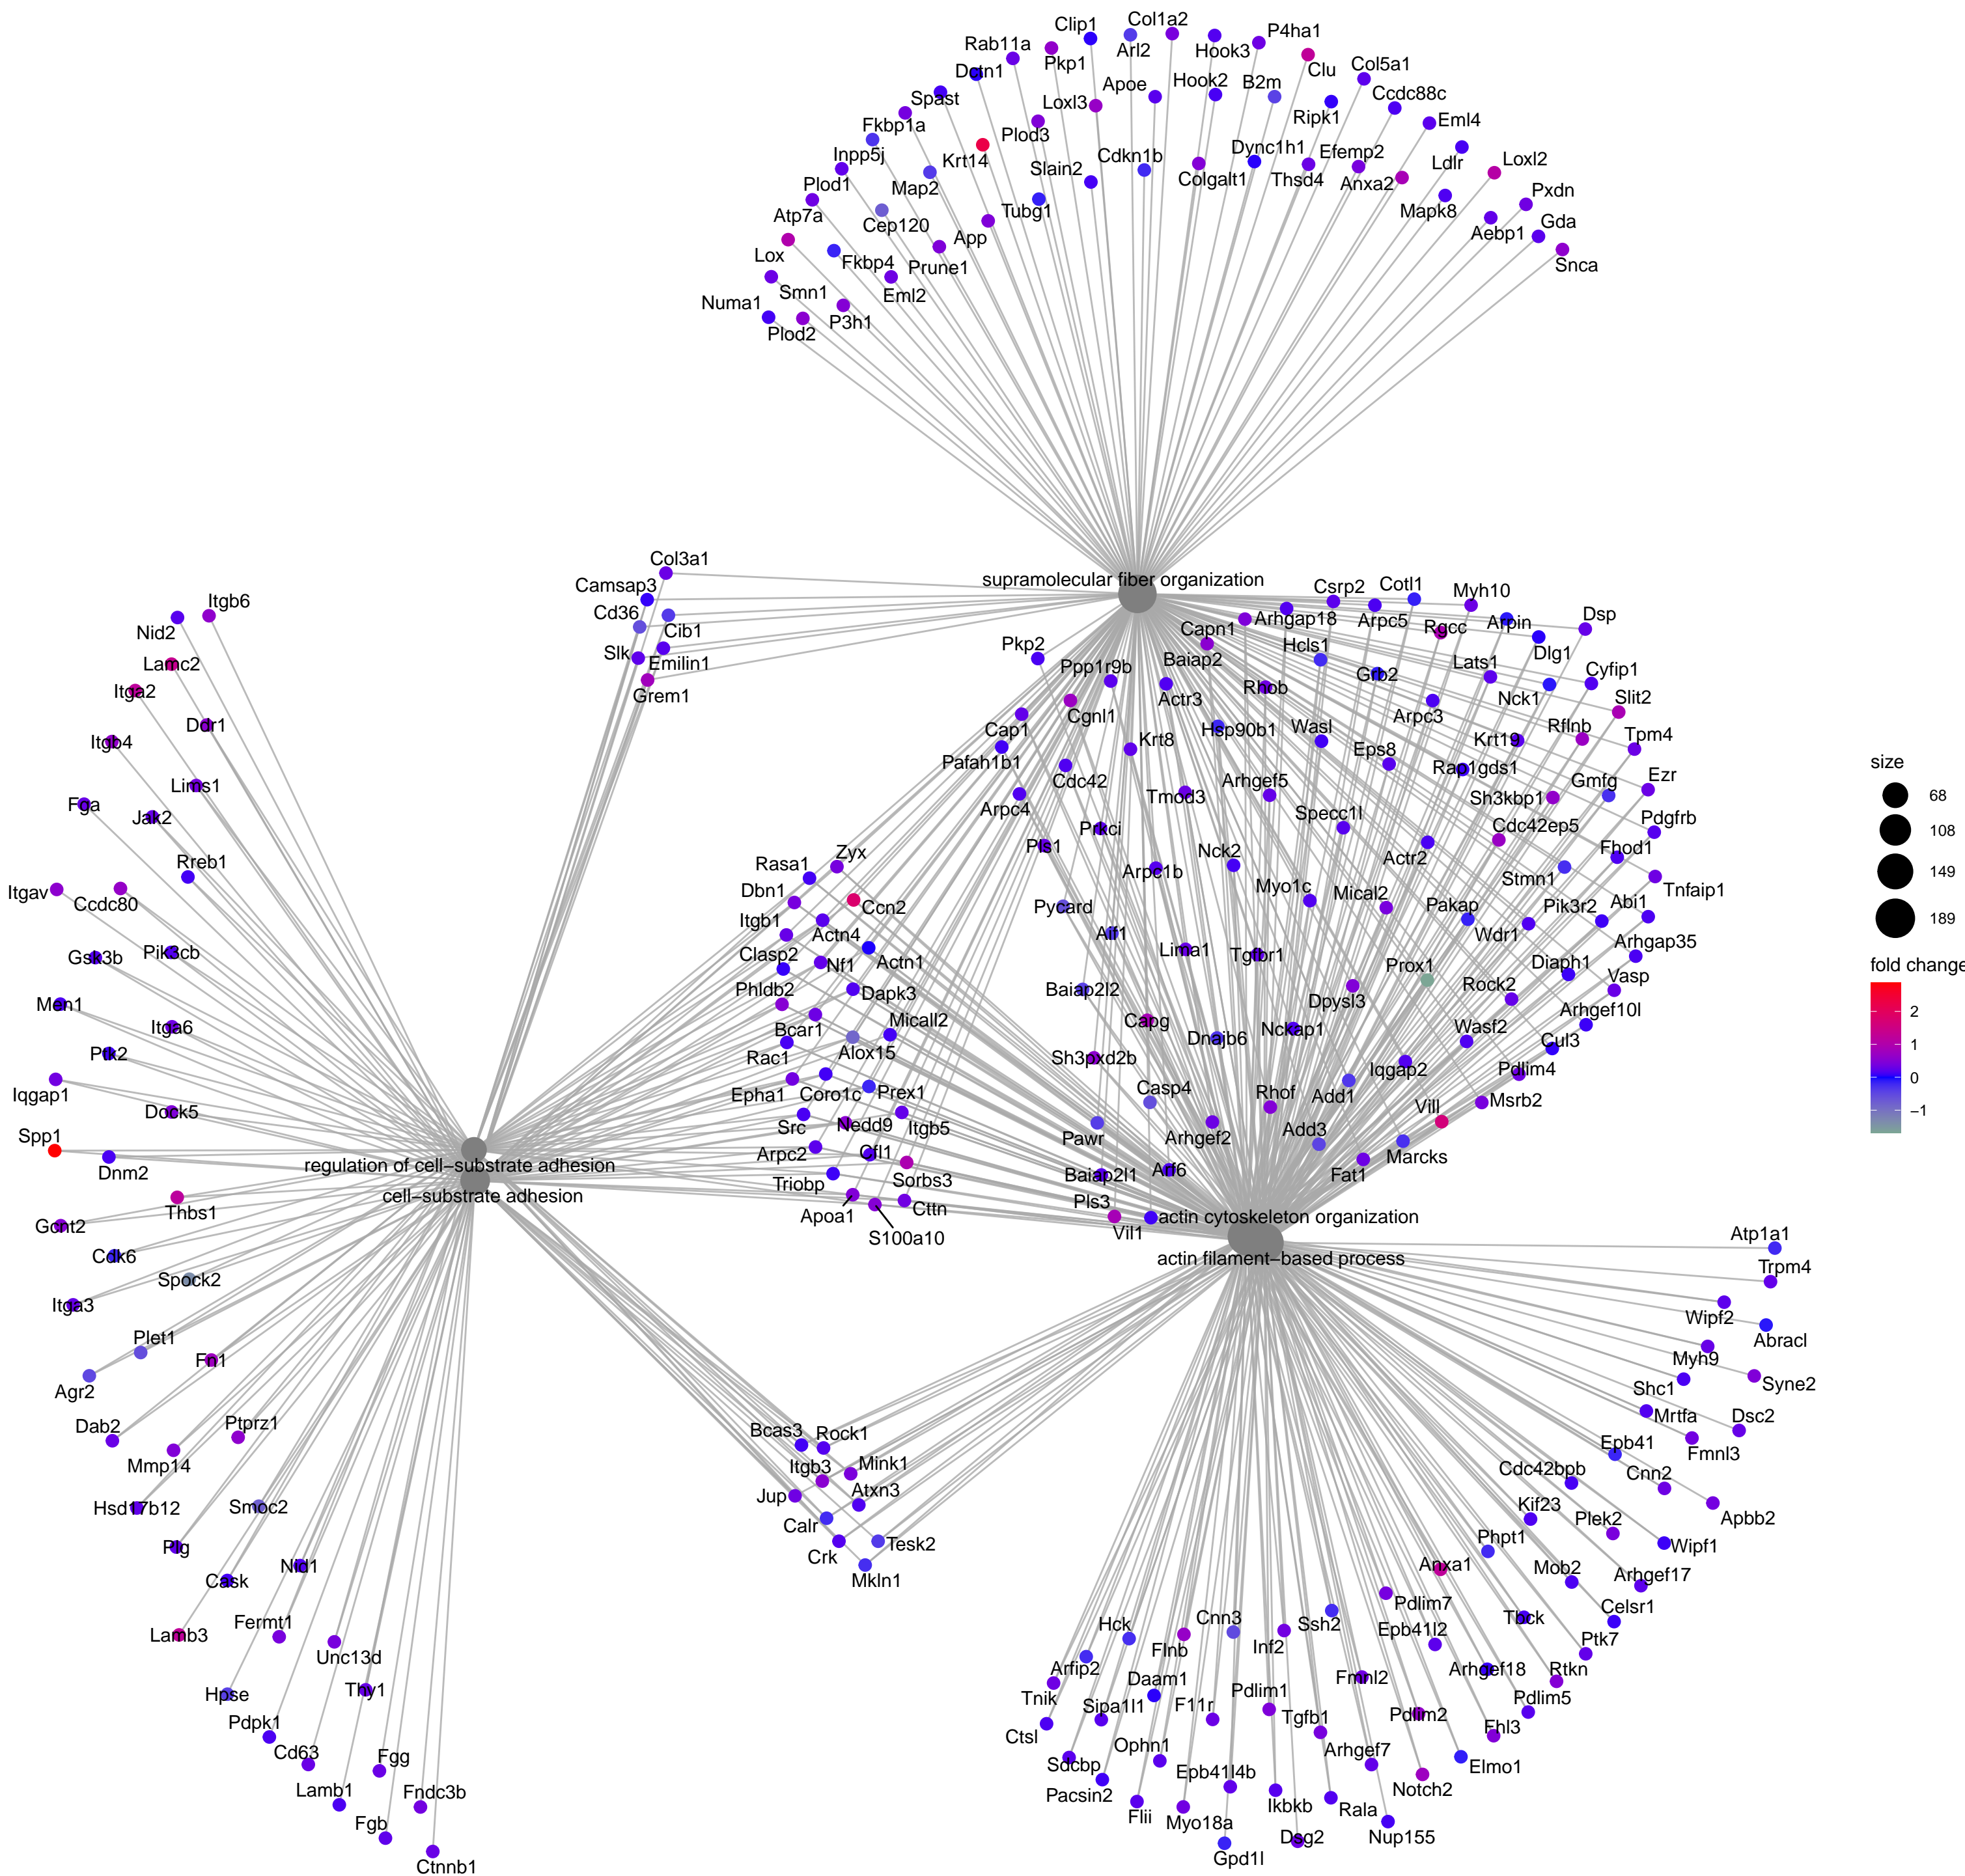 Clip1
Col1a2
P4ha1
Rab11a
Pkp1
Arl2
Hook3
Clu
Dctn1
Col5a1
Spast
Loxl3
Apoe
Hook2
B2m
Ccdc88c
Fkbp1a
Plod3
Ripk1
Eml4
Inpp5j
Krt14
Slain2
Cdkn1b
Dync1h1
Efemp2
Ldlr
Loxl2
Plod1
Map2
Colgalt1
Thsd4
Anxa2
Pxdn
Atp7a
Cep120
Tubg1
Mapk8
Gda
Lox
Fkbp4
App
Aebp1
Snca
Numa1
Smn1
Prune1
Eml2
Plod2
P3h1
supramolecular fiber organization
Col3a1
Camsap3
Cd36
Cib1
Slk
Emilin1
Grem1
Itgb6
Nid2
Lamc2
Itga2
Ddr1
Itgb4
Lims1
Fga
Jak2
Rreb1
Itgav
Ccdc80
Gsk3b
Pik3cb
Men1
Itga6
Ptk2
Iqgap1
Dock5
Spp1
Dnm2
Thbs1
Gcnt2
Cdk6
Spock2
Itga3
Plet1
Fn1
Agr2
Dab2
Ptprz1
Mmp14
Hsd17b12
Smoc2
Plg
Nid1
Cask
Fermt1
Lamb3
Unc13d
Hpse
Thy1
Pdpk1
Cd63
Fgg
Lamb1
Fndc3b
Fgb
Ctnnb1
regulation of cell−substrate adhesion
cell−substrate adhesion
Pkp2
Ppp1r9b
Capn1
Baiap2
Arhgap18
Csrp2
Cotl1
Myh10
Arpc5
Rgcc
Arpin
Dsp
Hcls1
Dlg1
Actr3
Rhob
Grb2
Lats1
Cyfip1
Cgnl1
Nck1
Slit2
Cap1
Hsp90b1
Wasl
Arpc3
Rflnb
Pafah1b1
Krt8
Eps8
Krt19
Tpm4
Cdc42
Arhgef5
Rap1gds1
Gmfg
Ezr
Arpc4
Tmod3
Specc1l
Sh3kbp1
Pls1
Prkci
Cdc42ep5
Pdgfrb
Arpc1b
Nck2
Actr2
Fhod1
Myo1c
Mical2
Stmn1
Tnfaip1
Pycard
Pakap
Pik3r2
Abi1
Aif1
Lima1
Tgfbr1
Wdr1
Arhgap35
Prox1
Diaph1
Vasp
Baiap2l2
Dpysl3
Rock2
Arhgef10l
Capg
Dnajb6
Nckap1
Wasf2
Cul3
Sh3pxd2b
Iqgap2
Pdlim4
Casp4
Rhof
Add1
Vill
Msrb2
Pawr
Arhgef2
Add3
Marcks
Baiap2l1
Arf6
Fat1
Pls3
Vil1
Rasa1
Zyx
Dbn1
Ccn2
Itgb1
Actn4
Clasp2
Nf1
Actn1
Phldb2
Dapk3
Bcar1
Micall2
Rac1
Alox15
Epha1
Coro1c
Prex1
Src
Nedd9
Itgb5
Arpc2
Cfl1
Triobp
Sorbs3
Apoa1
Cttn
S100a10
actin cytoskeleton organization
actin filament−based process
Bcas3
Rock1
Itgb3
Mink1
Jup
Atxn3
Calr
Crk
Tesk2
Mkln1
Atp1a1
Trpm4
Wipf2
Abracl
Myh9
Syne2
Shc1
Mrtfa
Dsc2
Fmnl3
Epb41
Cdc42bpb
Cnn2
Kif23
Plek2
Apbb2
Phpt1
Wipf1
Anxa1
Mob2
Arhgef17
Pdlim7
Tbck
Celsr1
Hck
Cnn3
Ssh2
Epb41l2
Ptk7
Flnb
Inf2
Arfip2
Fmnl2
Arhgef18
Rtkn
Tnik
Daam1
Pdlim1
Pdlim5
Sipa1l1
F11r
Tgfb1
Pdlim2
Fhl3
Ctsl
Ophn1
Arhgef7
Sdcbp
Elmo1
Pacsin2
Epb41l4b
Notch2
Flii
Myo18a
Ikbkb
Rala
Gpd1l
Dsg2
Nup155
size
68
108
149
189
fold change
2
1
0
−1